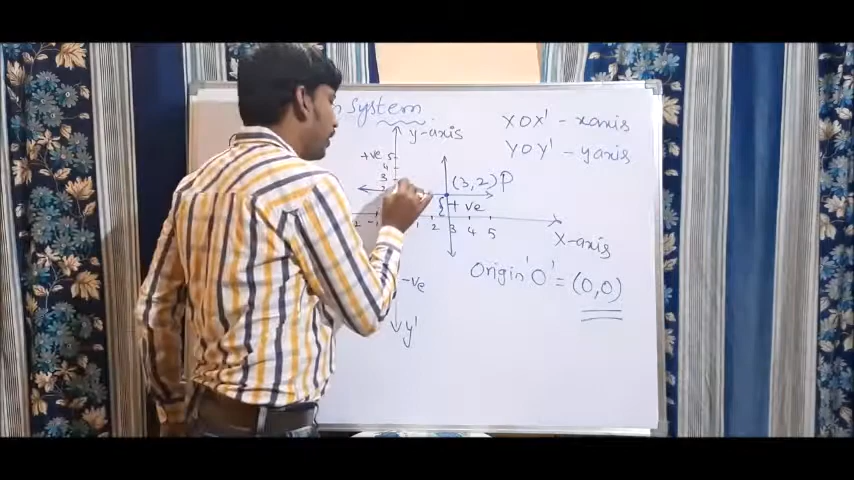 System
XOX' - xaxis
y-axis
YOY' - yaxis
+ve 5
4
3
(3,2) P
+ve
2 3 4 5
X-axis
Origin 'O' = (0,0)
-ve
y'